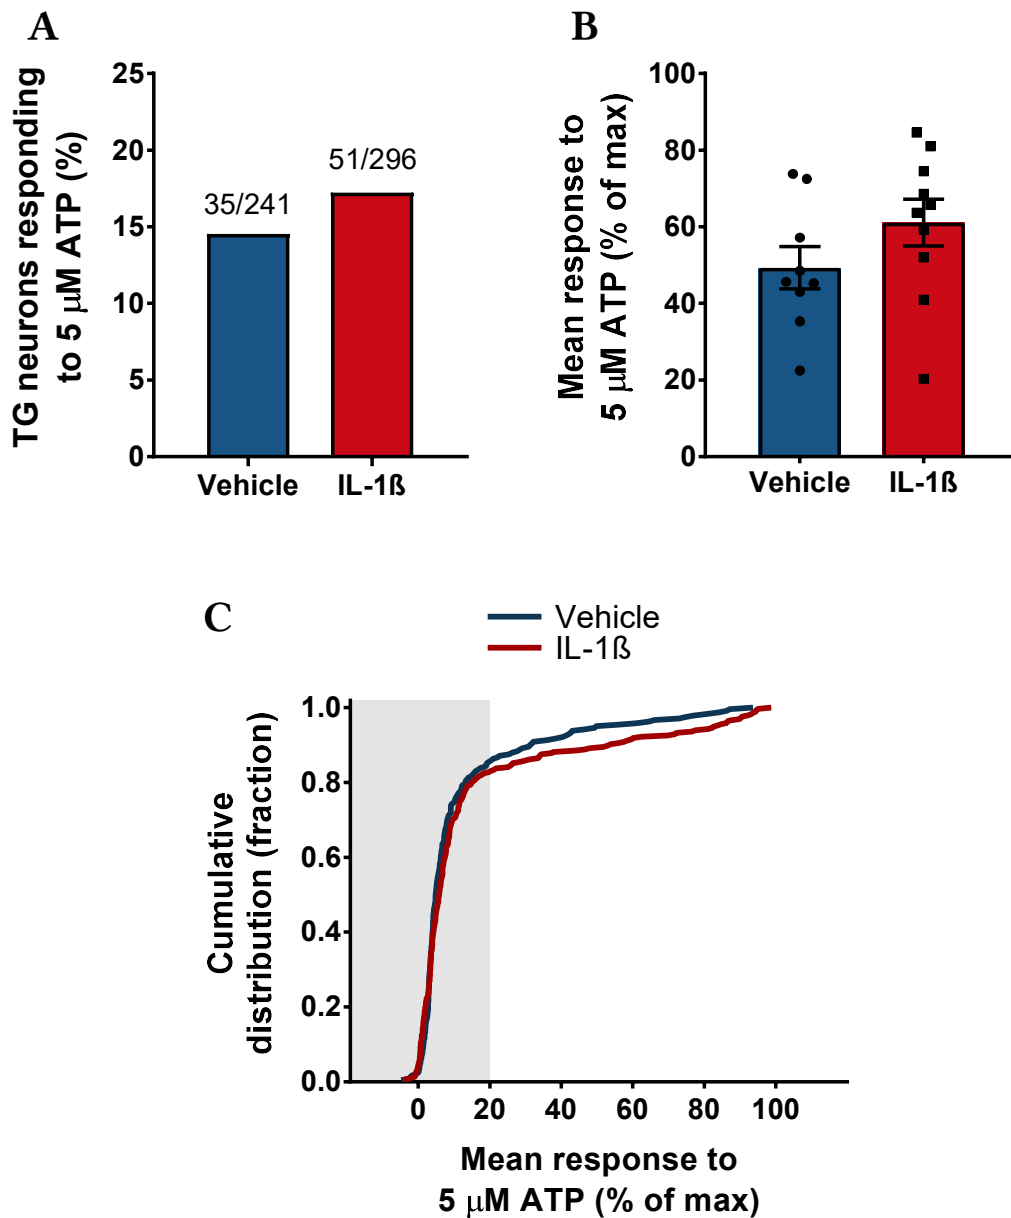 A
TG neurons responding
to 5 µM ATP (%)
25
20
15
10
5
0
35/241
51/296
Vehicle
IL-1ß
B
Mean response to
5 µM ATP (% of max)
100
80
60
40
20
0
Vehicle
IL-1ß
C
Vehicle
IL-1ß
Cumulative
distribution (fraction)
1.0
0.8
0.6
0.4
0.2
0.0
0 20 40 60 80 100
Mean response to
5 µM ATP (% of max)